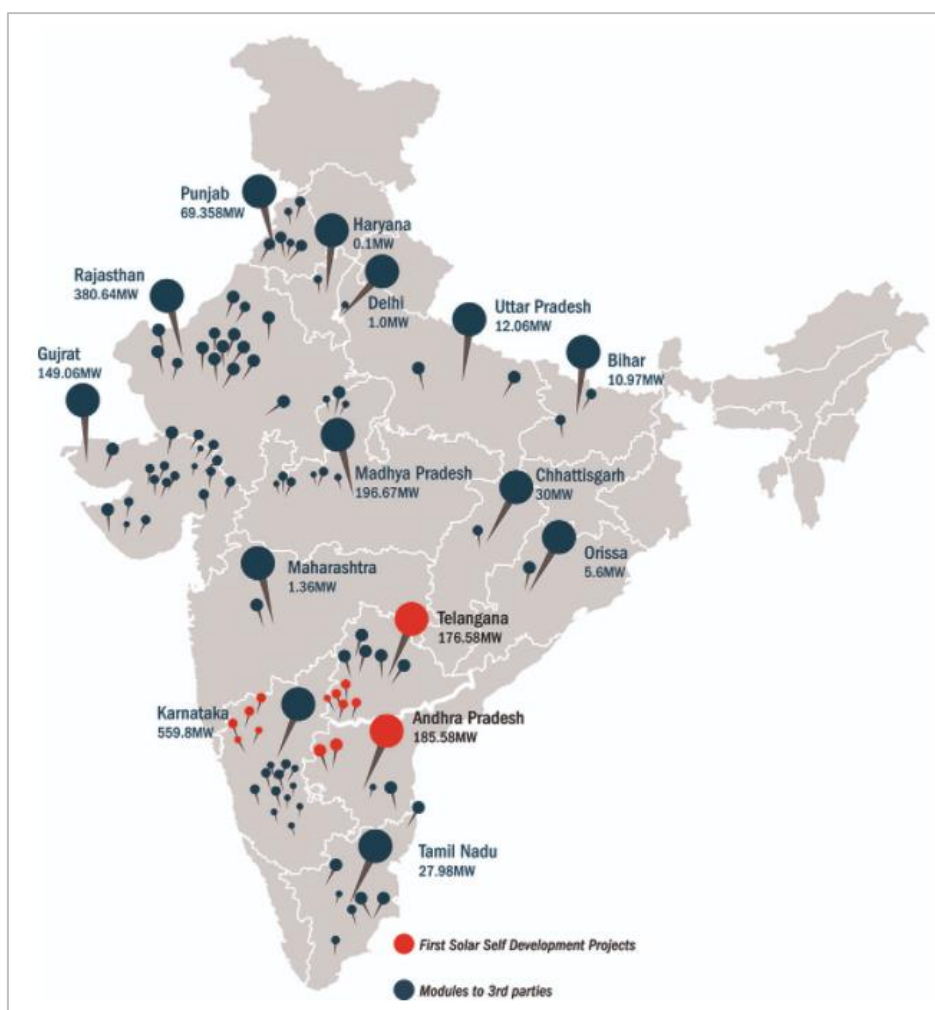 Punjab
69.358MW
Haryana
0.1MW
Rajasthan
380.64MW
Delhi
1.0MW
Uttar Pradesh
12.06MW
Gujrat
149.06MW
Bihar
10.97MW
Madhya Pradesh
196.67MW
Chhattisgarh
30MW
Orissa
5.6MW
Maharashtra
1.36MW
Telangana
176.58MW
Karnataka
559.8MW
Andhra Pradesh
185.58MW
Tamil Nadu
27.98MW
First Solar Self Development Projects
Modules to 3rd parties